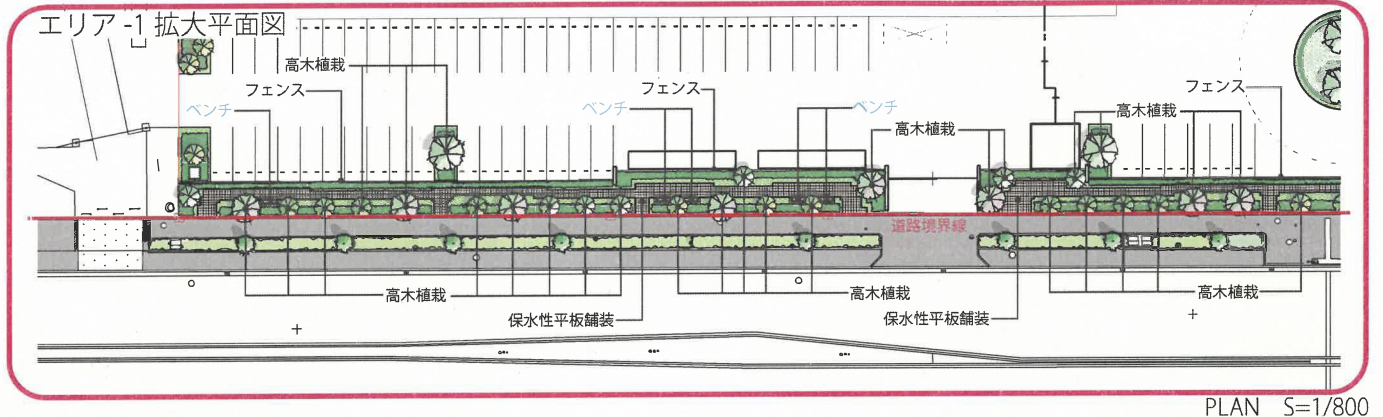 エリア-1 拡大平面図
高木植栽
フェンス
ベンチ
フェンス
ベンチ
ベンチ
高木植栽
フェンス
高木植栽
道路境界線
高木植栽
高木植栽
高木植栽
保水性平板舗装
保水性平板舗装
PLAN S=1/800